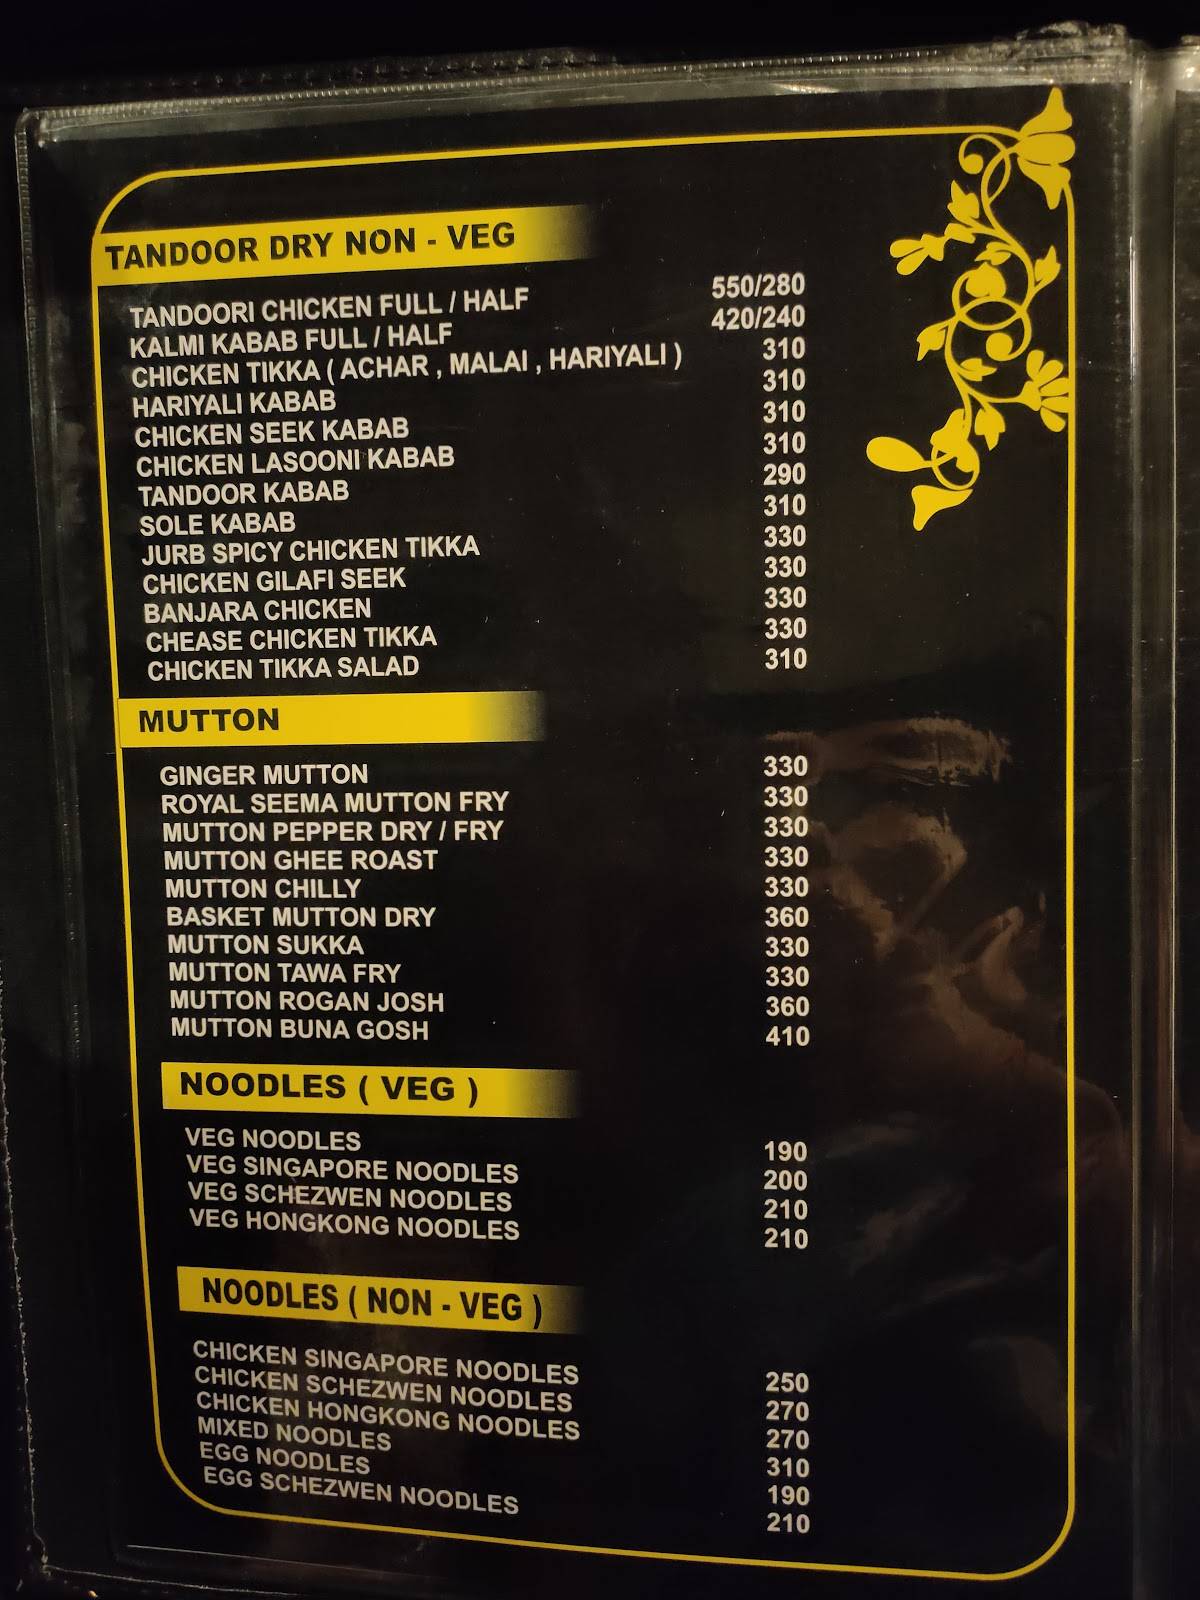 TANDOOR DRY NON - VEG
TANDOORI CHICKEN FULL / HALF 550/280
KALMI KABAB FULL / HALF 420/240
CHICKEN TIKKA ( ACHAR , MALAI , HARIYALI ) 310
HARIYALI KABAB 310
CHICKEN SEEK KABAB 310
CHICKEN LASOONI KABAB 310
TANDOOR KABAB 290
SOLE KABAB 310
JURB SPICY CHICKEN TIKKA 330
CHICKEN GILAFI SEEK 330
BANJARA CHICKEN 330
CHEASE CHICKEN TIKKA 330
CHICKEN TIKKA SALAD 310
MUTTON
GINGER MUTTON 330
ROYAL SEEMA MUTTON FRY 330
MUTTON PEPPER DRY / FRY 330
MUTTON GHEE ROAST 330
MUTTON CHILLY 330
BASKET MUTTON DRY 360
MUTTON SUKKA 330
MUTTON TAWA FRY 330
MUTTON ROGAN JOSH 360
MUTTON BUNA GOSH 410
NOODLES ( VEG )
VEG NOODLES 190
VEG SINGAPORE NOODLES 200
VEG SCHEZWEN NOODLES 210
VEG HONGKONG NOODLES 210
NOODLES ( NON - VEG )
CHICKEN SINGAPORE NOODLES 250
CHICKEN SCHEZWEN NOODLES 270
CHICKEN HONGKONG NOODLES 270
MIXED NOODLES 310
EGG NOODLES 190
EGG SCHEZWEN NOODLES 210